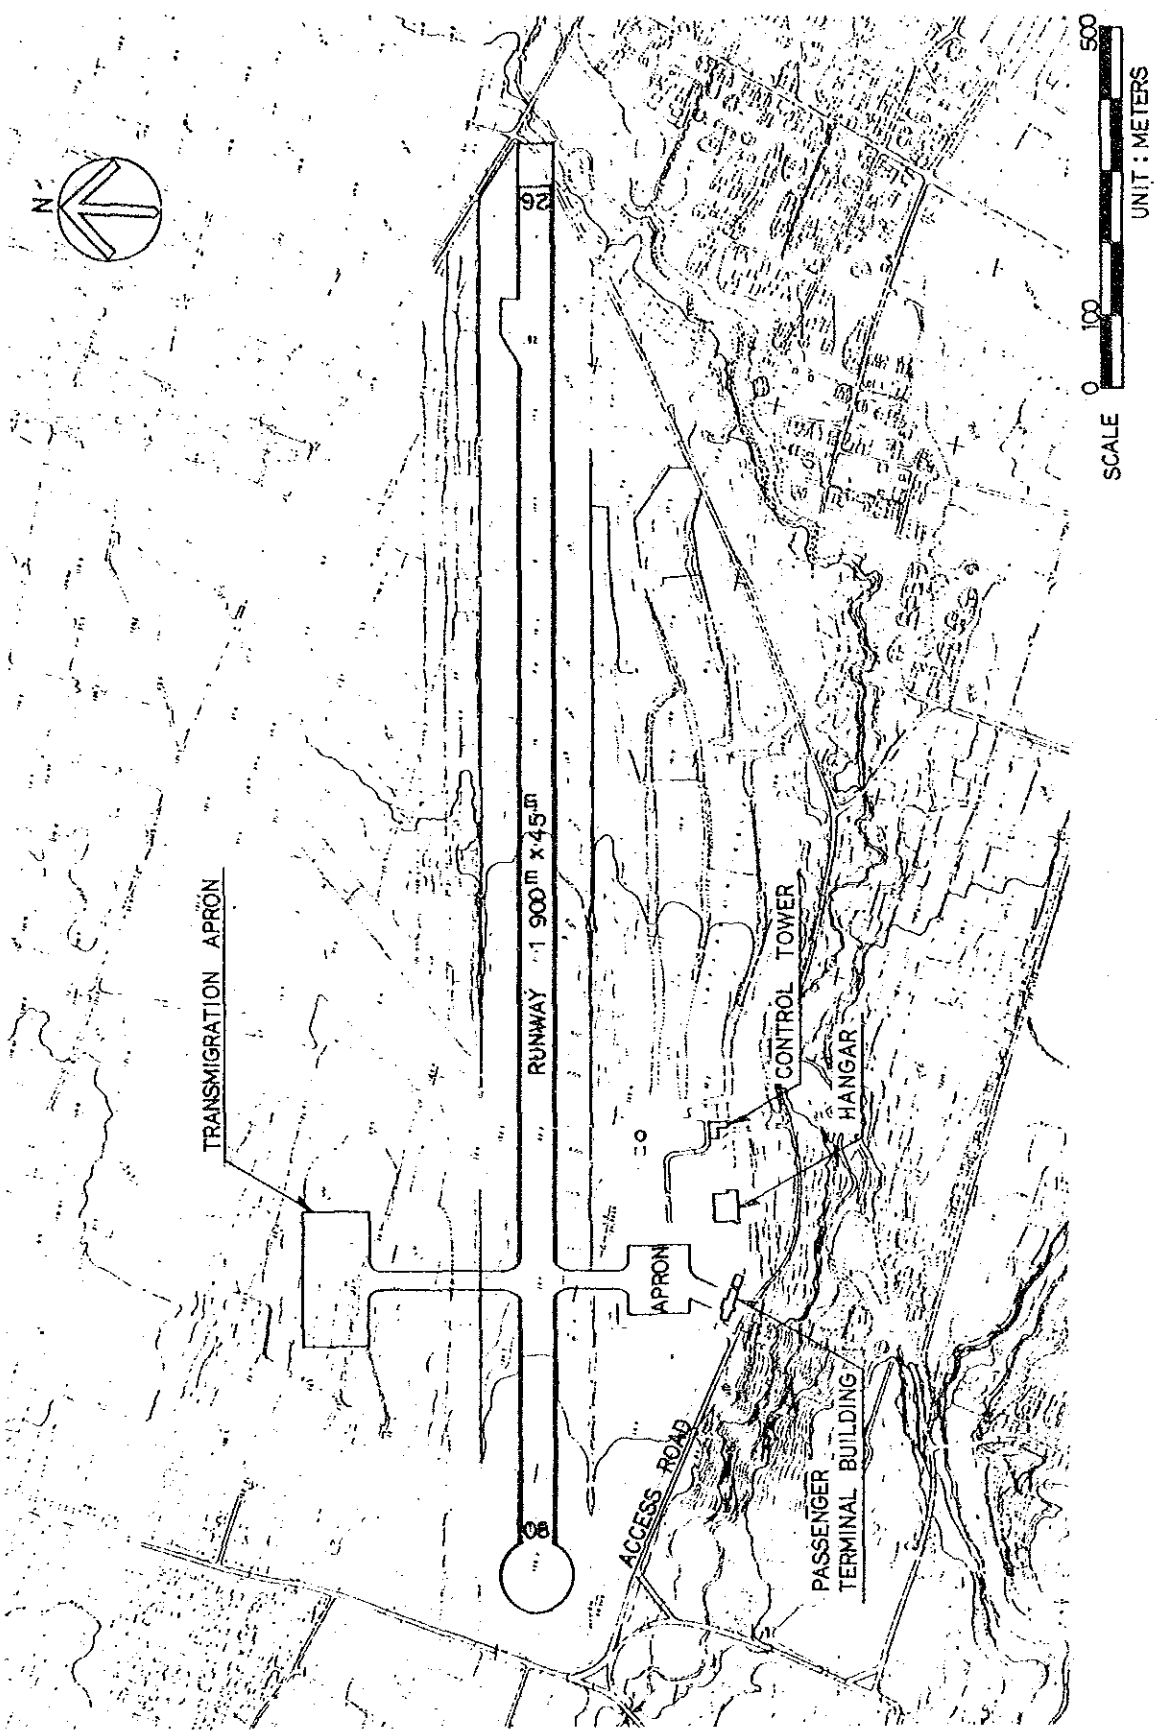 N
TRANSMIGRATION APRON
26
RUNWAY 1 900m x 45m
08
APRON
CONTROL TOWER
HANGAR
ACCESS ROAD
PASSENGER
TERMINAL BUILDING
SCALE 0 100 500
UNIT : METERS